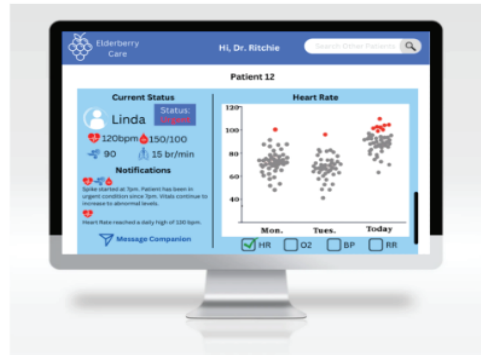 Elderberry
Care
Hi, Dr. Ritchie
Search Other Patients
Patient 12
Current Status
Linda
Status:
Urgent
120bpm
150/100
90
15 br/min
Notifications
Spike started at 7pm. Patient has been in
urgent condition since 7pm. Vitals continue to
increase to abnormal levels.
Heart Rate reached a daily high of 100 bpm.
Message Companion
Heart Rate
120
100
80
60
40
Mon.
Tues.
Today
HR
O2
BP
RR